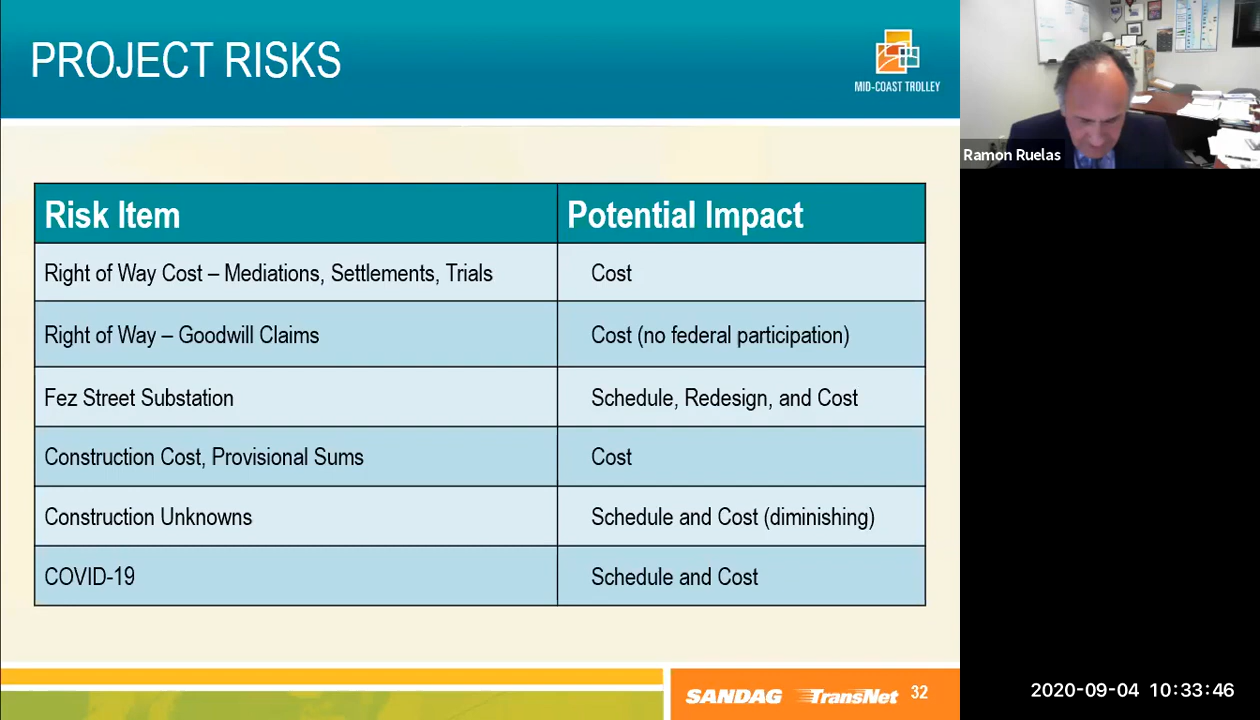 PROJECT RISKS
MID-COAST TROLLEY
Ramon Ruelas
Risk Item
Potential Impact
Right of Way Cost – Mediations, Settlements, Trials
Cost
Right of Way – Goodwill Claims
Cost (no federal participation)
Fez Street Substation
Schedule, Redesign, and Cost
Construction Cost, Provisional Sums
Cost
Construction Unknowns
Schedule and Cost (diminishing)
COVID-19
Schedule and Cost
SANDAG
TransNet
32
2020-09-04 10:33:46